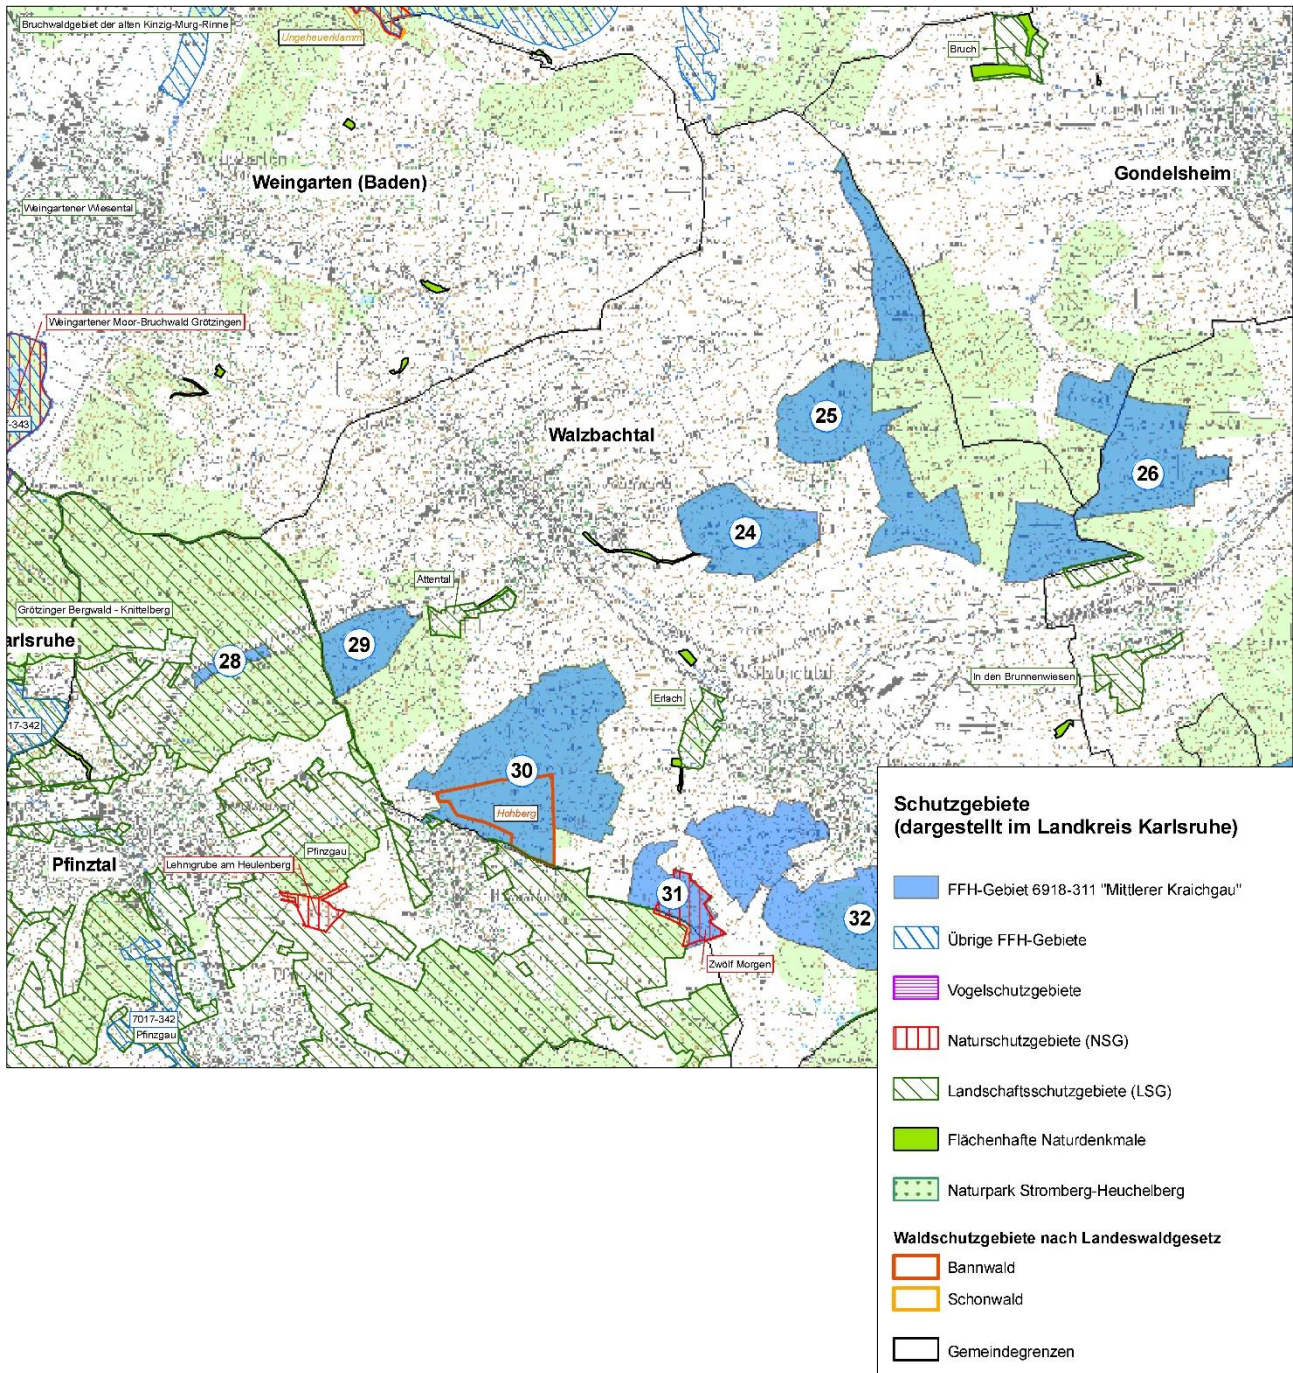 Bruchwaldgebiet der alten Kinzig-Murg-Rinne
Ungeheuerklamm
Bruch
Weingarten (Baden)
Gondelsheim
Weingartener Wiesental
Weingartener Moor-Bruchwald Grötzingen
-343
25
Walzbachtal
26
24
Attental
Grötzinger Bergwald - Knittelberg
arlsruhe
28
29
In den Brunnenwiesen
Erlach
17-342
30
Hohberg
Pfinztal
Pfinzgau
Lehmgrube am Heulenberg
31
32
Zwölf Morgen
7017-342
Pfinzgau
Schutzgebiete
(dargestellt im Landkreis Karlsruhe)
FFH-Gebiet 6918-311 "Mittlerer Kraichgau"
Übrige FFH-Gebiete
Vogelschutzgebiete
Naturschutzgebiete (NSG)
Landschaftsschutzgebiete (LSG)
Flächenhafte Naturdenkmale
Naturpark Stromberg-Heuchelberg
Waldschutzgebiete nach Landeswaldgesetz
Bannwald
Schonwald
Gemeindegrenzen